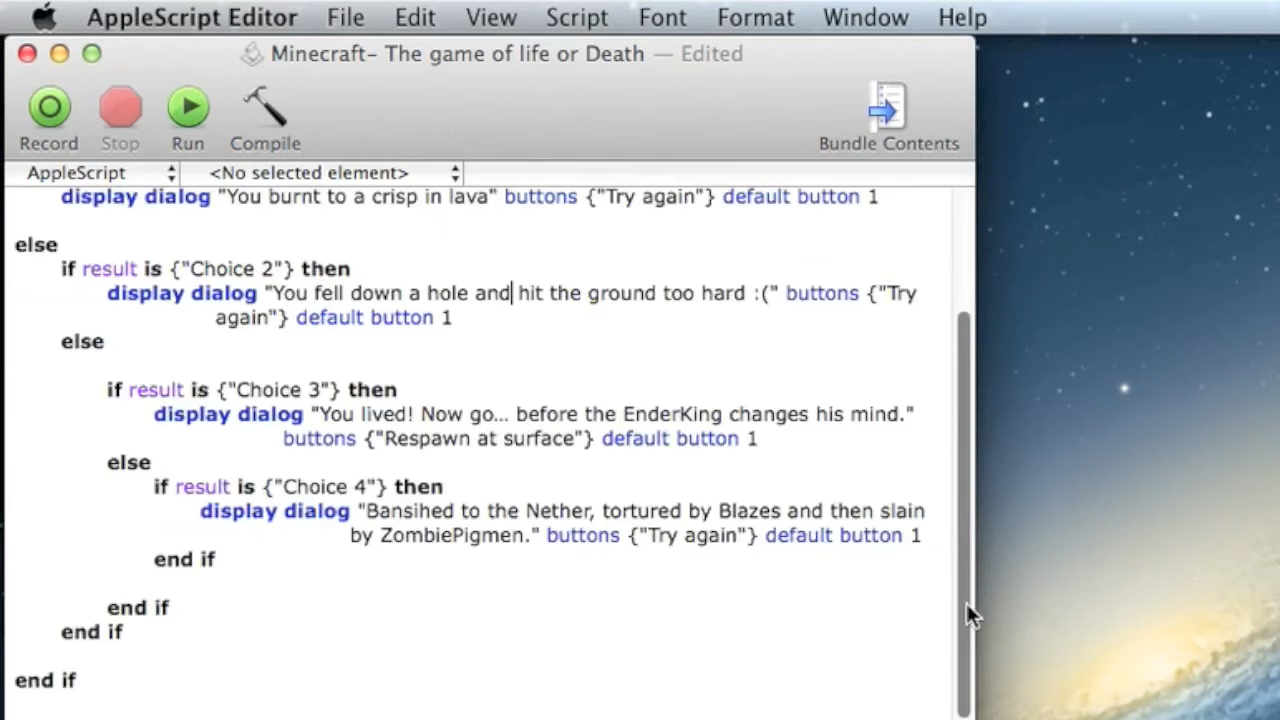 AppleScript Editor File Edit View Script Font Format Window Help
Minecraft- The game of life or Death — Edited
Record Stop Run Compile Bundle Contents
AppleScript <No selected element>
display dialog "You burnt to a crisp in lava" buttons {"Try again"} default button 1
else
if result is {"Choice 2"} then
display dialog "You fell down a hole and hit the ground too hard :(" buttons {"Try
again"} default button 1
else
if result is {"Choice 3"} then
display dialog "You lived! Now go... before the EnderKing changes his mind."
buttons {"Respawn at surface"} default button 1
else
if result is {"Choice 4"} then
display dialog "Bansihed to the Nether, tortured by Blazes and then slain
by ZombiePigmen." buttons {"Try again"} default button 1
end if
end if
end if
end if